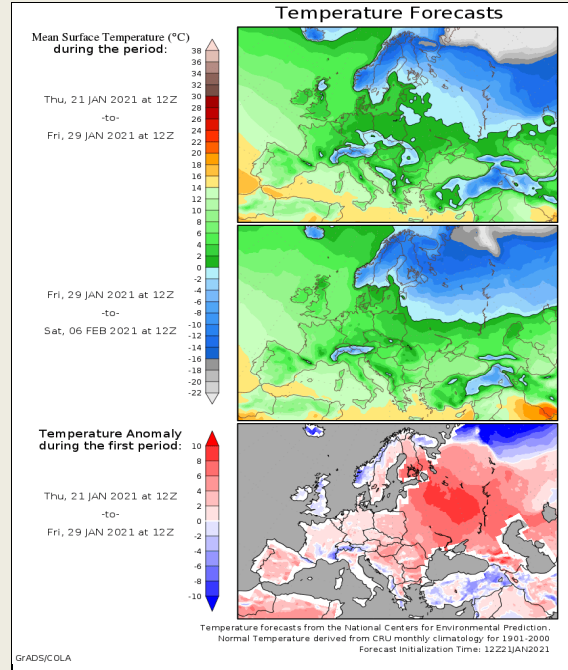 Temperature Forecasts
Mean Surface Temperature (°C)
during the period:
Thu, 21 JAN 2021 at 12Z
-to-
Fri, 29 JAN 2021 at 12Z
38
36
34
32
30
28
26
24
22
20
18
16
14
12
10
8
6
4
2
0
-2
-4
-6
-8
-10
-12
-14
-16
-18
-20
-22
Fri, 29 JAN 2021 at 12Z
-to-
Sat, 06 FEB 2021 at 12Z
Temperature Anomaly
during the first period:
Thu, 21 JAN 2021 at 12Z
-to-
Fri, 29 JAN 2021 at 12Z
10
8
6
4
2
0
-2
-4
-6
-8
-10
Temperature forecasts from the National Centers for Environmental Prediction.
Normal Temperature derived from CRU monthly climatology for 1901-2000
Forecast Initialization Time: 12Z21JAN2021
GrADS/COLA